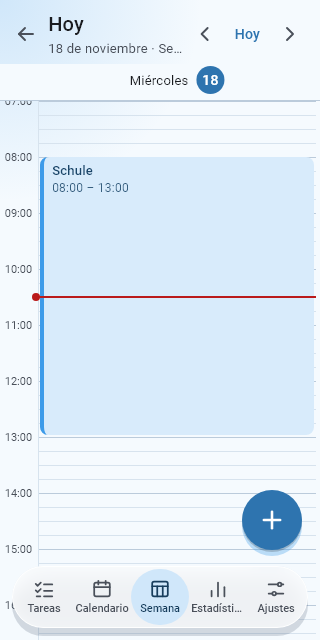 Hoy
18 de noviembre · Se…
Hoy
Miércoles 18
07:00
08:00
Schule
08:00 – 13:00
09:00
10:00
11:00
12:00
13:00
14:00
15:00
Tareas
Calendario
Semana
Estadísti…
Ajustes